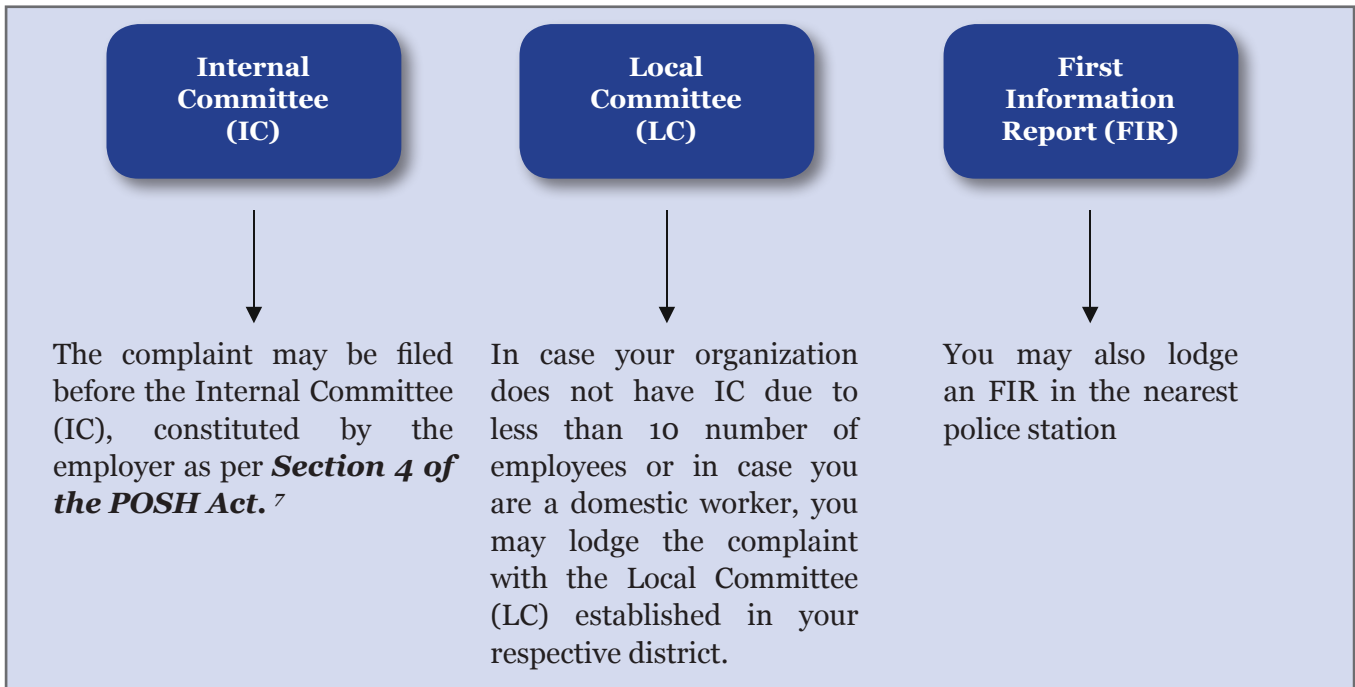 Internal
Committee
(IC)
The complaint may be filed
before the Internal Committee
(IC), constituted by the
employer as per Section 4 of
the POSH Act. 7
Local
Committee
(LC)
In case your organization
does not have IC due to
less than 10 number of
employees or in case you
are a domestic worker, you
may lodge the complaint
with the Local Committee
(LC) established in your
respective district.
First
Information
Report (FIR)
You may also lodge
an FIR in the nearest
police station